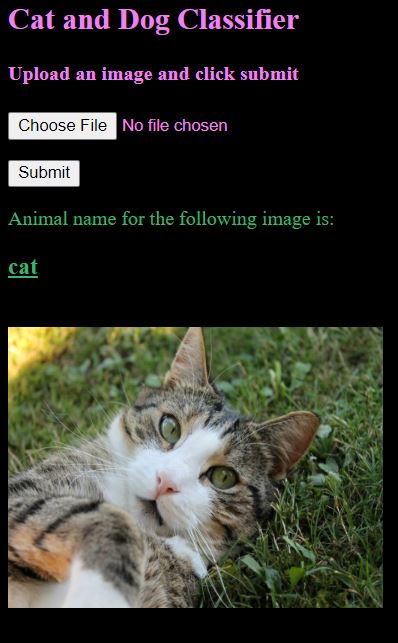 Cat and Dog Classifier
Upload an image and click submit
Choose File No file chosen
Submit
Animal name for the following image is:
cat